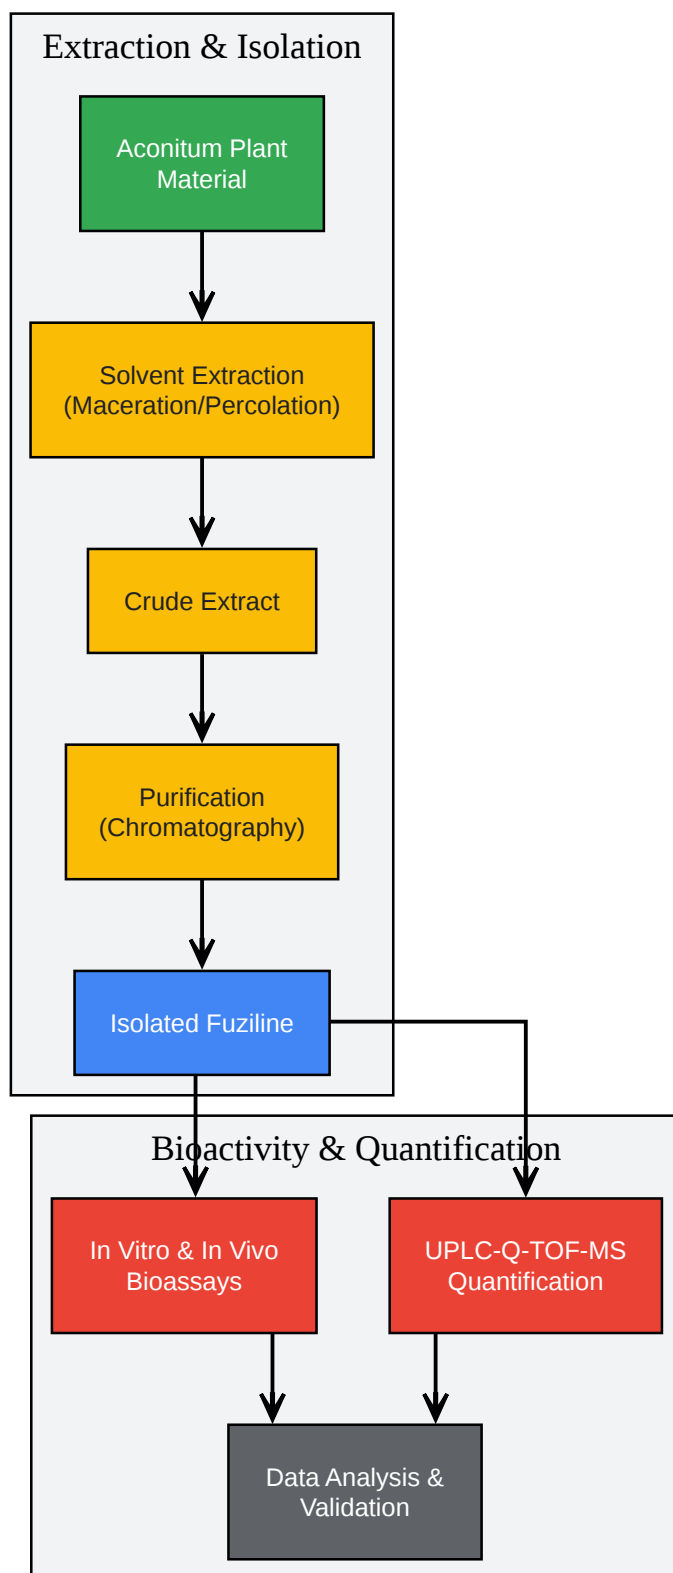 Extraction & Isolation
Aconitum Plant
Material
Solvent Extraction
(Maceration/Percolation)
Crude Extract
Purification
(Chromatography)
Isolated Fuziline
Bioactivity & Quantification
In Vitro & In Vivo
Bioassays
UPLC-Q-TOF-MS
Quantification
Data Analysis &
Validation